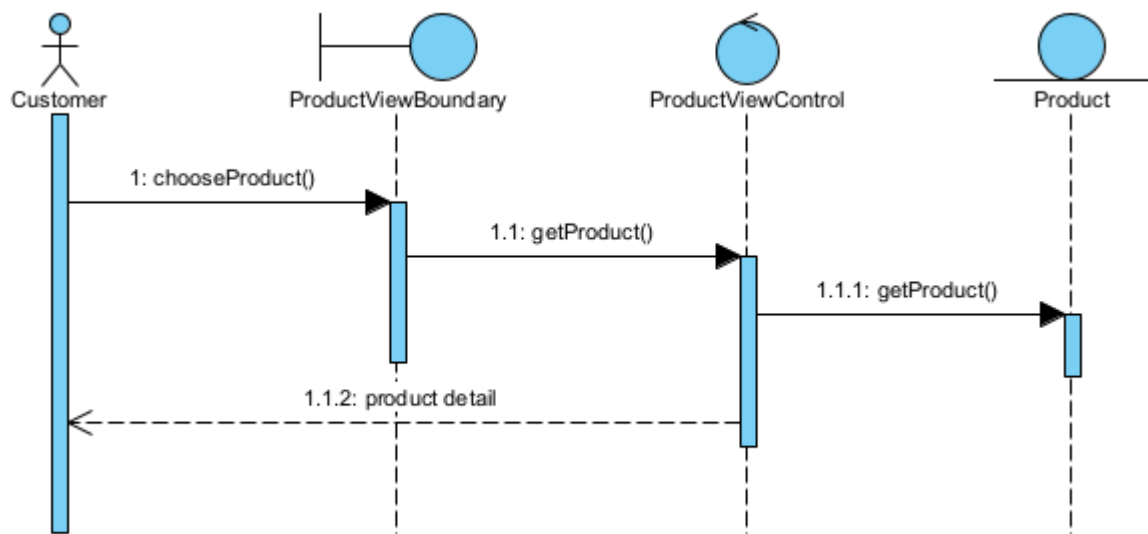 Customer
ProductViewBoundary
ProductViewControl
Product
1: chooseProduct()
1.1: getProduct()
1.1.1: getProduct()
1.1.2: product detail